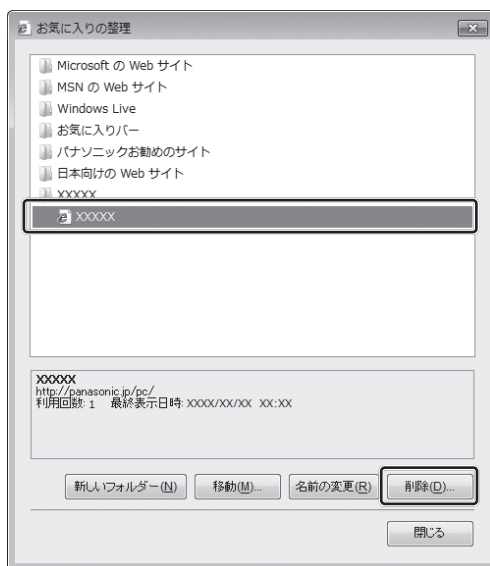 お気に入りの整理
Microsoft の Web サイト
MSN の Web サイト
Windows Live
お気に入りバー
パナソニックお勧めのサイト
日本向けの Web サイト
XXXXX
XXXXX
XXXXX
http://panasonic.jp/pc/
利用回数: 1 最終表示日時: XXXX/XX/XX XX:XX
新しいフォルダー(N) 移動(M)... 名前の変更(R) 削除(D)...
閉じる